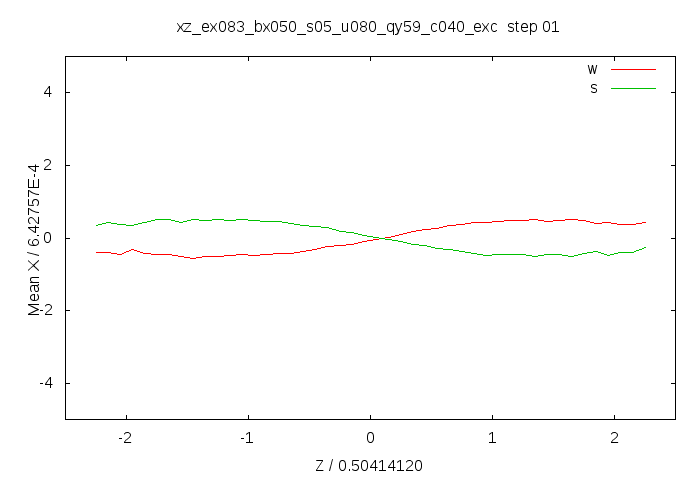 xz_ex083_bx050_s05_u080_qy59_c040_exc step 01
W
S
Mean X / 6.42757E-4
4
2
0
-2
-4
-2
-1
0
1
2
Z / 0.50414120